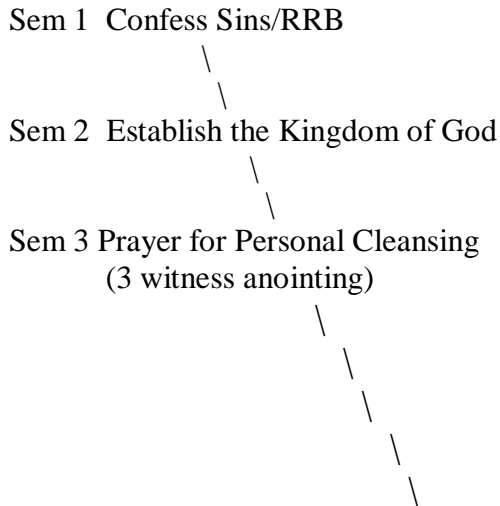 Sem 1 Confess Sins/RRB
\
\
Sem 2 Establish the Kingdom of God
\
\
Sem 3 Prayer for Personal Cleansing
(3 witness anointing)
\
\
\
\
\